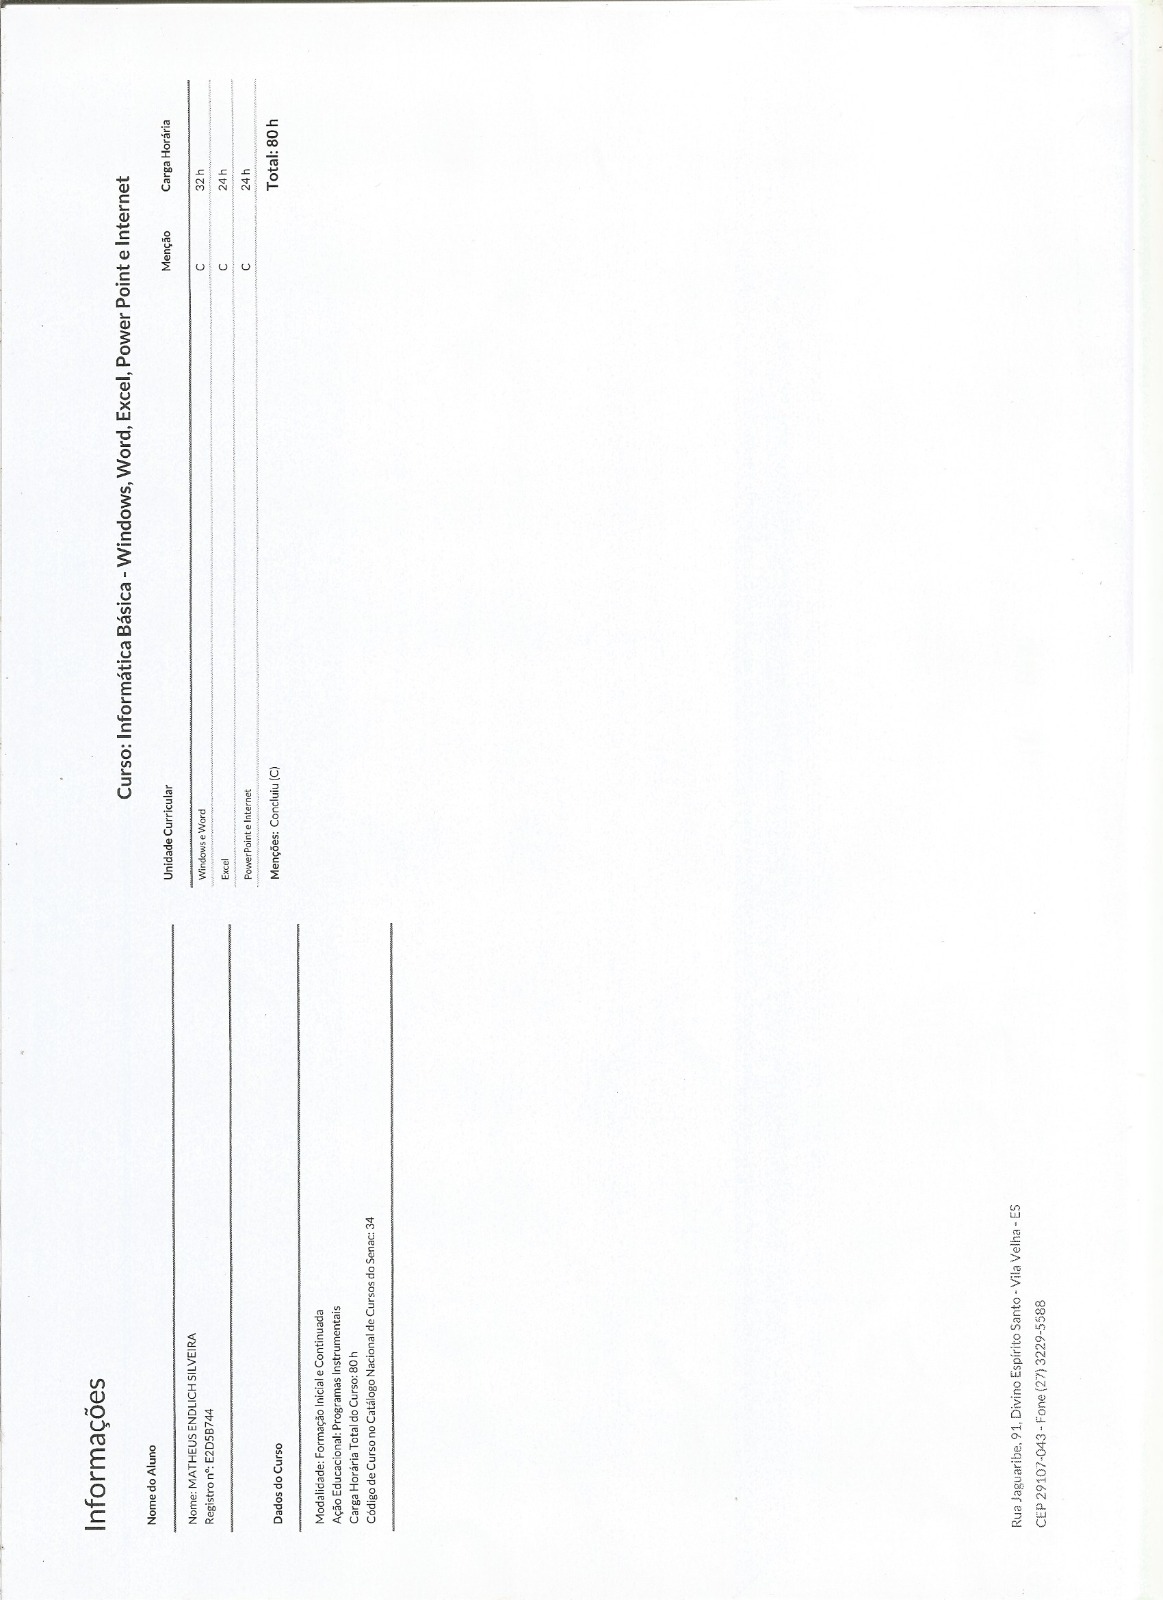 Informações
Nome do Aluno
Nome: MATHEUS ENDLICH SILVEIRA
Registro nº: E2D5B744
Dados do Curso
Modalidade: Formação Inicial e Continuada
Ação Educacional: Programas Instrumentais
Carga Horária Total do Curso: 80 h
Código de Curso no Catálogo Nacional de Cursos do Senac: 34
Curso: Informática Básica - Windows, Word, Excel, Power Point e Internet
Unidade Curricular Menção Carga Horária
Windows e Word C 32 h
Excel C 24 h
PowerPoint e Internet C 24 h
Menções: Concluiu (C) Total: 80 h
Rua Jaguaribe, 91, Divino Espírito Santo - Vila Velha - ES
CEP 29107-043 - Fone (27) 3229-5588